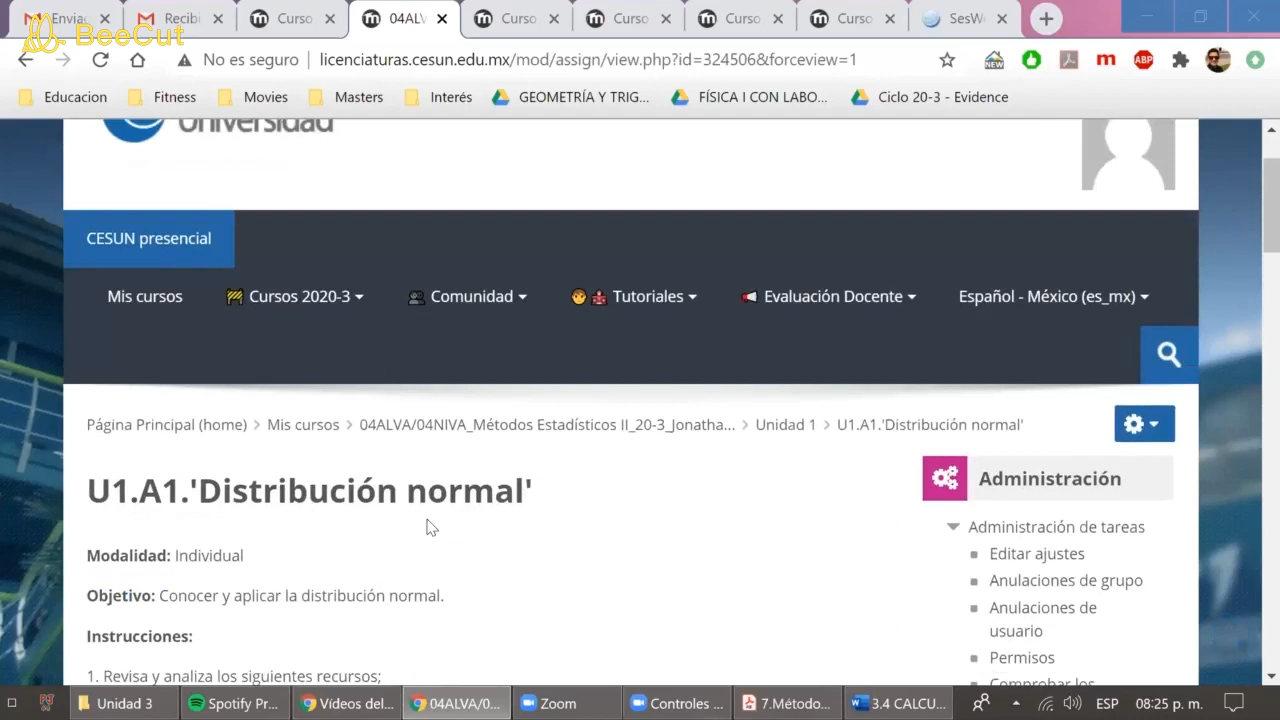 Enviac
Recibi
Curso
04ALV
Curso
Curso
Curso
Curso
SesW
BeeCut
No es seguro
licenciaturas.cesun.edu.mx/mod/assign/view.php?id=324506&forceview=1
NEW
m
ABP
Educacion
Fitness
Movies
Masters
Interés
GEOMETRÍA Y TRIG...
FÍSICA I CON LABO...
Ciclo 20-3 - Evidence
Universidad
CESUN presencial
Mis cursos
Cursos 2020-3
Comunidad
Tutoriales
Evaluación Docente
Español - México (es_mx)
Página Principal (home) > Mis cursos > 04ALVA/04NIVA_Métodos Estadísticos II_20-3_Jonatha... > Unidad 1 > U1.A1.'Distribución normal'
U1.A1.'Distribución normal'
Modalidad: Individual
Objetivo: Conocer y aplicar la distribución normal.
Instrucciones:
1. Revisa y analiza los siguientes recursos;
Administración
Administración de tareas
Editar ajustes
Anulaciones de grupo
Anulaciones de
usuario
Permisos
Comprobar los
Unidad 3
Spotify Pr...
Vídeos del...
04ALVA/0...
Zoom
Controles ...
7.Método...
3.4 CALCU...
ESP
08:25 p. m.